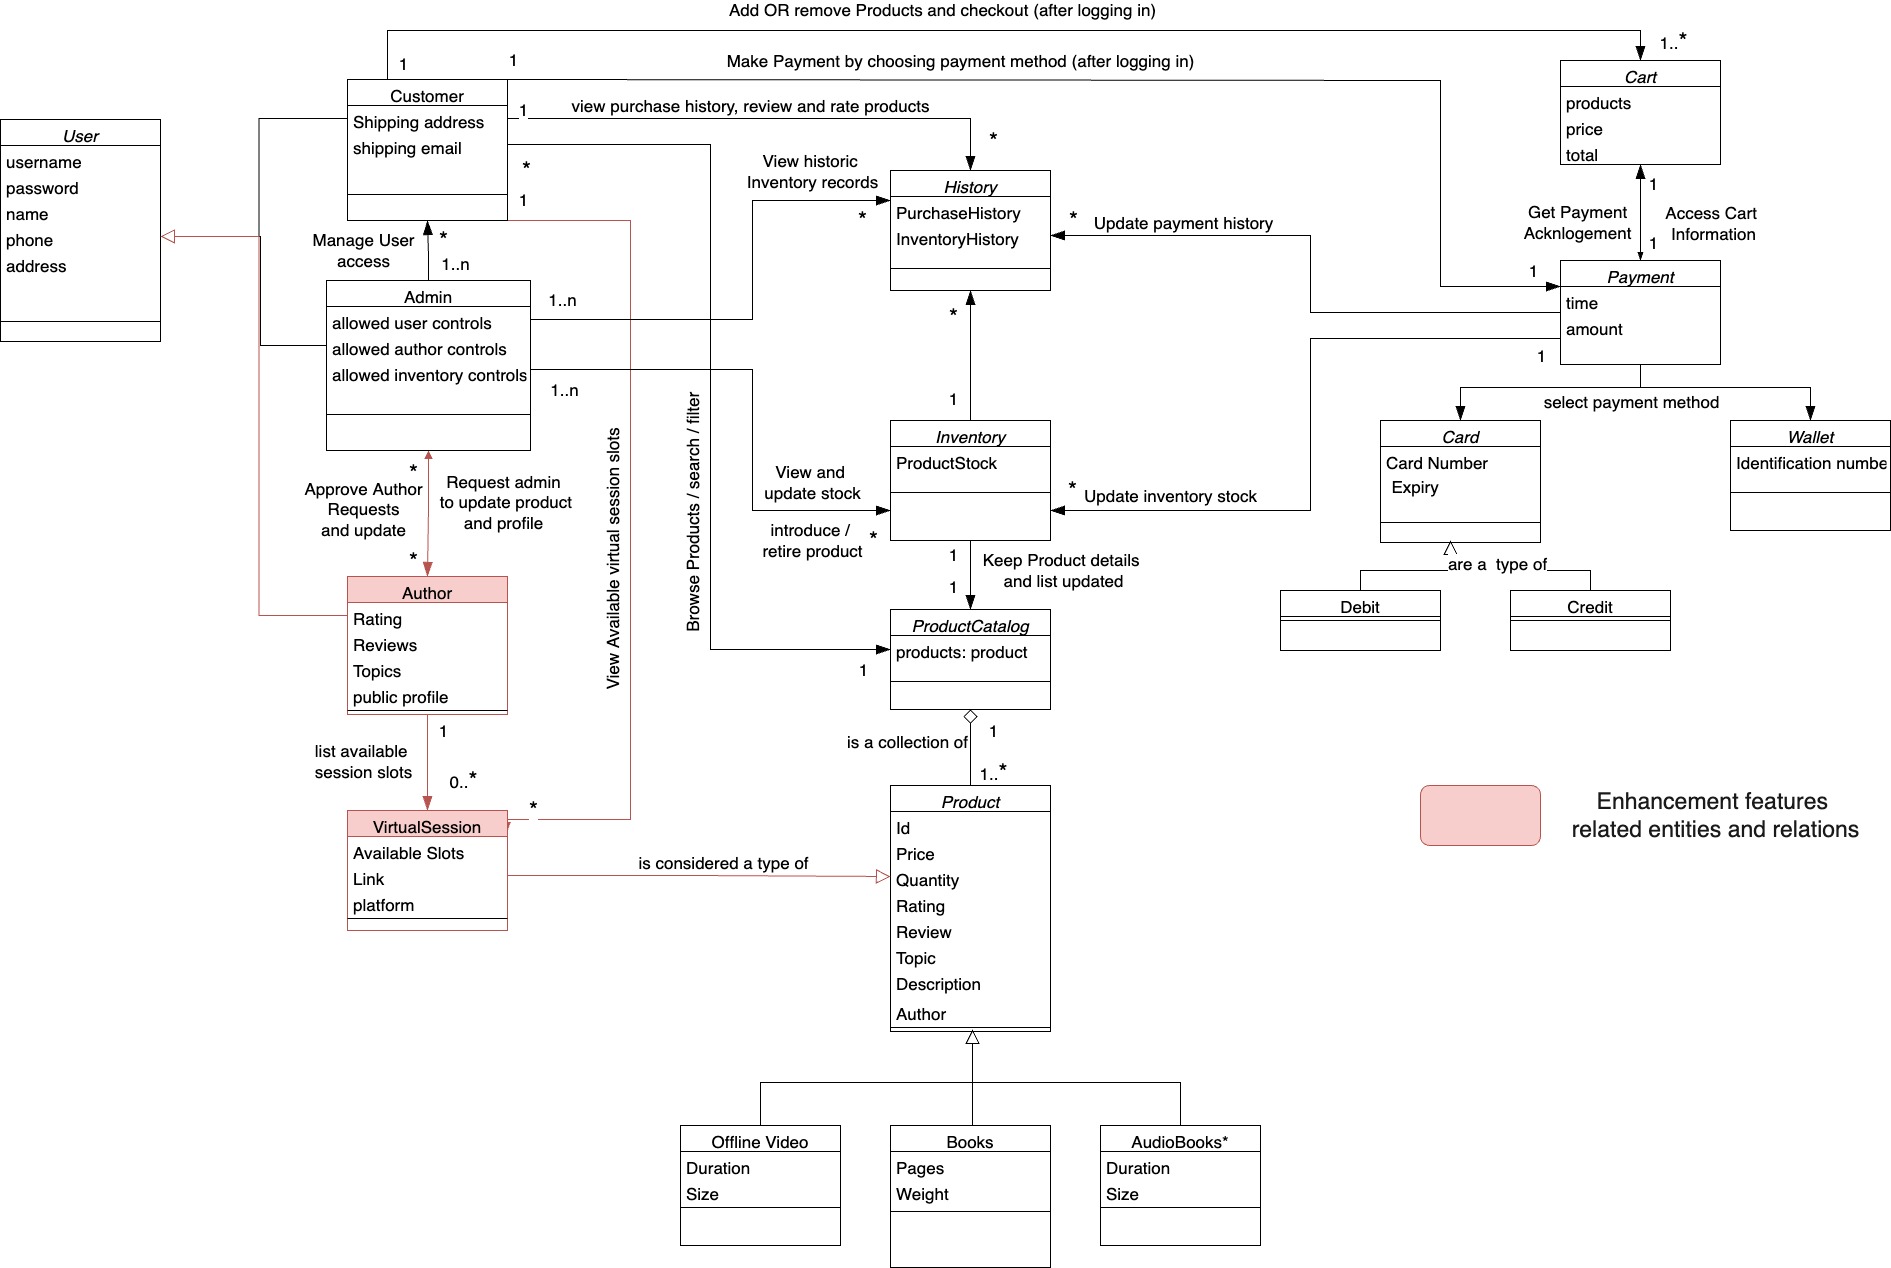 Add OR remove Products and checkout (after logging in)
1
1..*
1
Make Payment by choosing payment method (after logging in)
Customer
Shipping address
shipping email
1
view purchase history, review and rate products
*
*
1
Cart
products
price
total
User
username
password
name
phone
address
View historic
Inventory records
*
History
PurchaseHistory
InventoryHistory
*
Update payment history
1
Get Payment
Acknlogement
Access Cart
Information
1
Manage User
access
*
1..n
Admin
allowed user controls
allowed author controls
allowed inventory controls
1..n
1..n
1
Payment
time
amount
1
*
1
select payment method
Card
Card Number
Expiry
Wallet
Identification numbe
are a  type of
Debit
Credit
Inventory
ProductStock
View and
update stock
introduce /
retire product
*
*
Update inventory stock
View Available virtual session slots
Browse Products / search / filter
*
Approve Author
Requests
and update
Request admin
to update product
and profile
*
1
Keep Product details
and list updated
1
Author
Rating
Reviews
Topics
public profile
ProductCatalog
products: product
1
1
list available
session slots
0..*
1
is a collection of
1..*
*
VirtualSession
Available Slots
Link
platform
is considered a type of
Product
Id
Price
Quantity
Rating
Review
Topic
Description
Author
Enhancement features
related entities and relations
Offline Video
Duration
Size
Books
Pages
Weight
AudioBooks*
Duration
Size